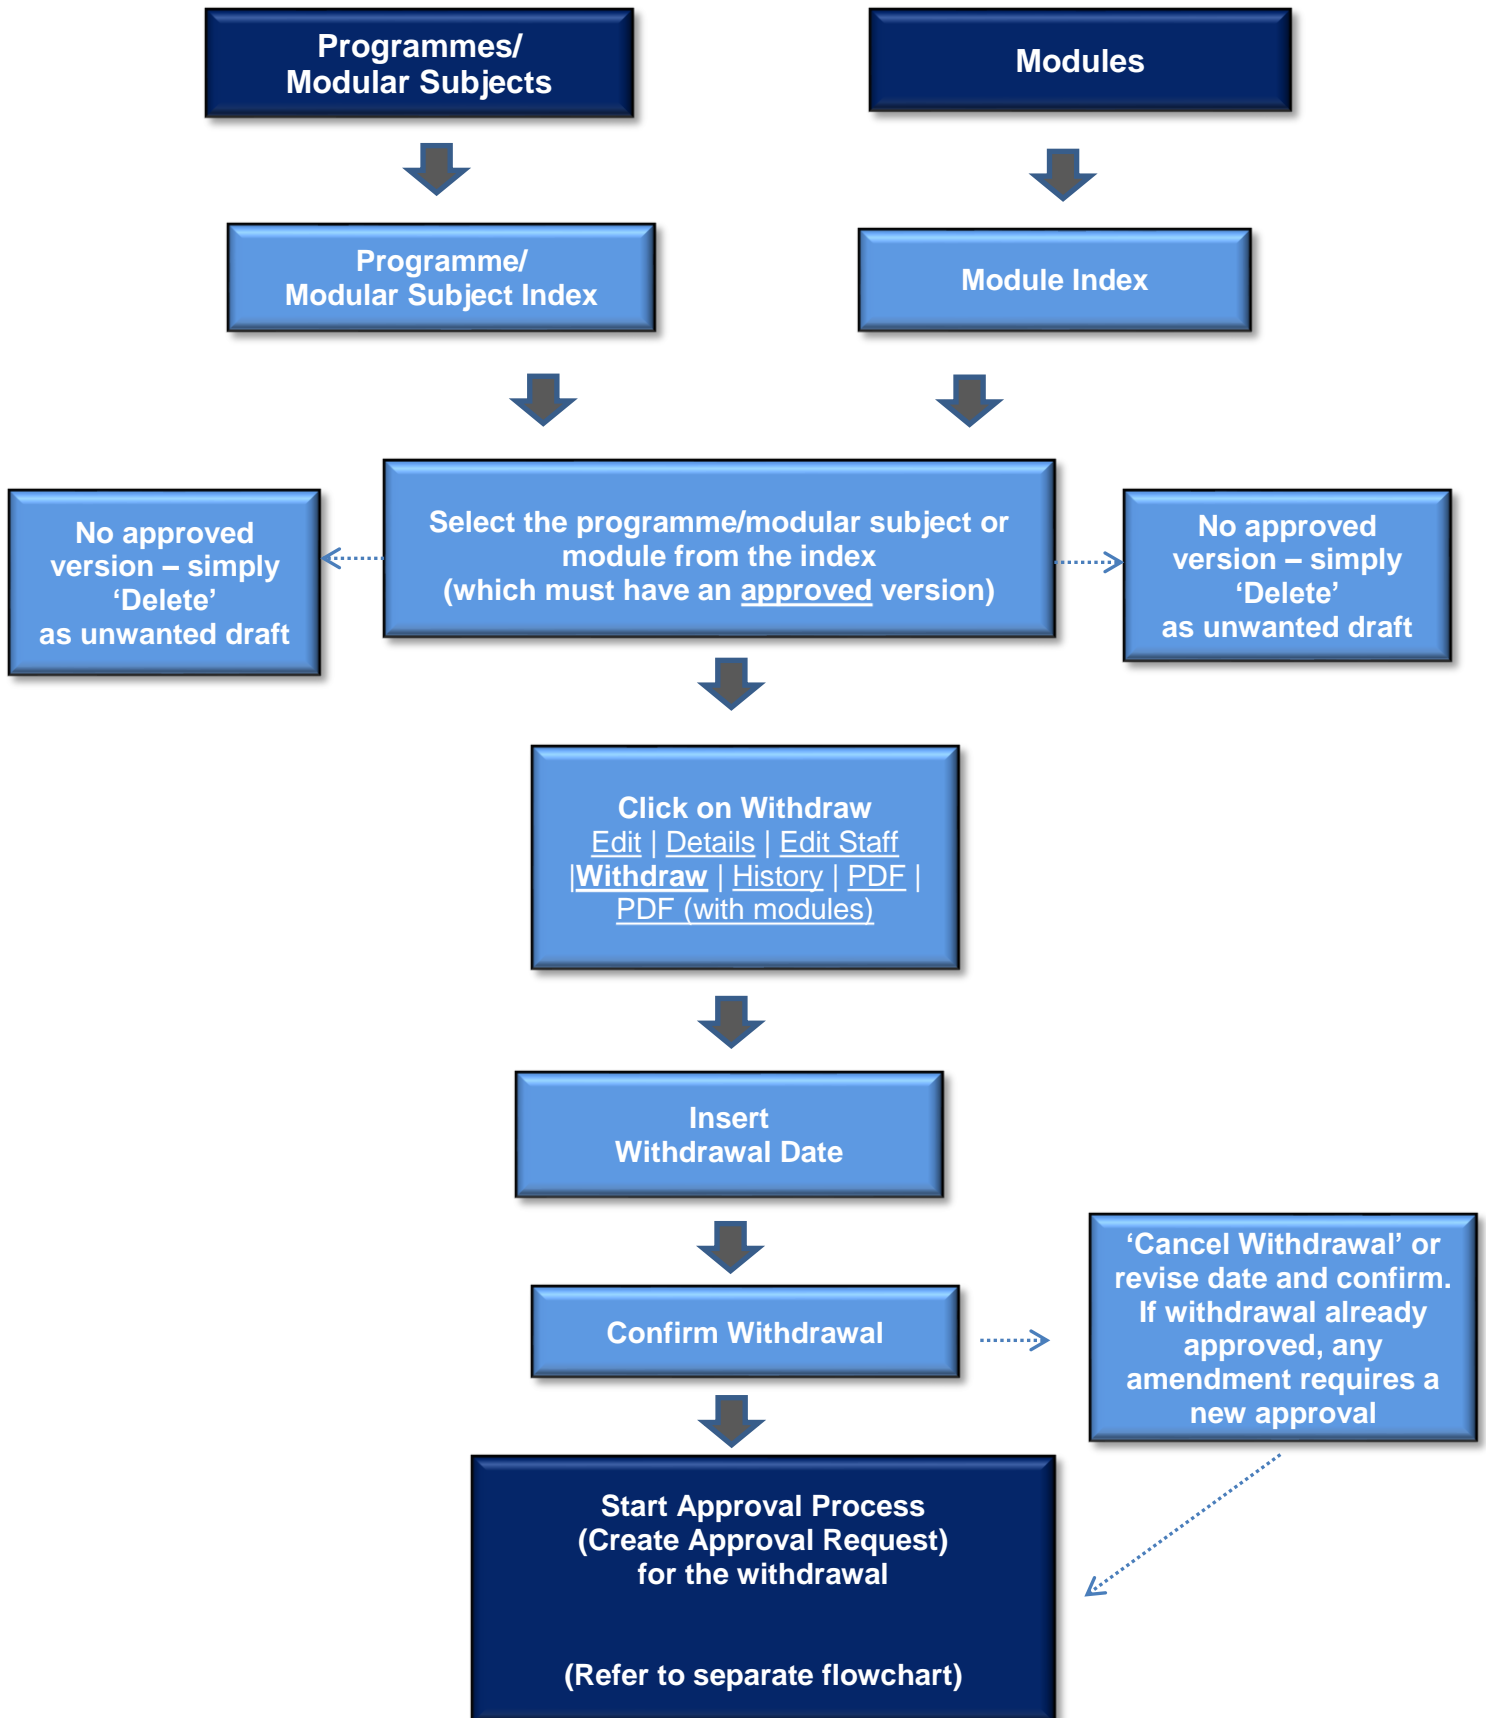 Programmes/
Modular Subjects
Modules
Programme/
Modular Subject Index
Module Index
No approved
version – simply
‘Delete’
as unwanted draft
Select the programme/modular subject or
module from the index
(which must have an approved version)
No approved
version – simply
‘Delete’
as unwanted draft
Click on Withdraw
Edit | Details | Edit Staff
|Withdraw | History | PDF |
PDF (with modules)
Insert
Withdrawal Date
Confirm Withdrawal
‘Cancel Withdrawal’ or
revise date and confirm.
If withdrawal already
approved, any
amendment requires a
new approval
Start Approval Process
(Create Approval Request)
for the withdrawal
(Refer to separate flowchart)